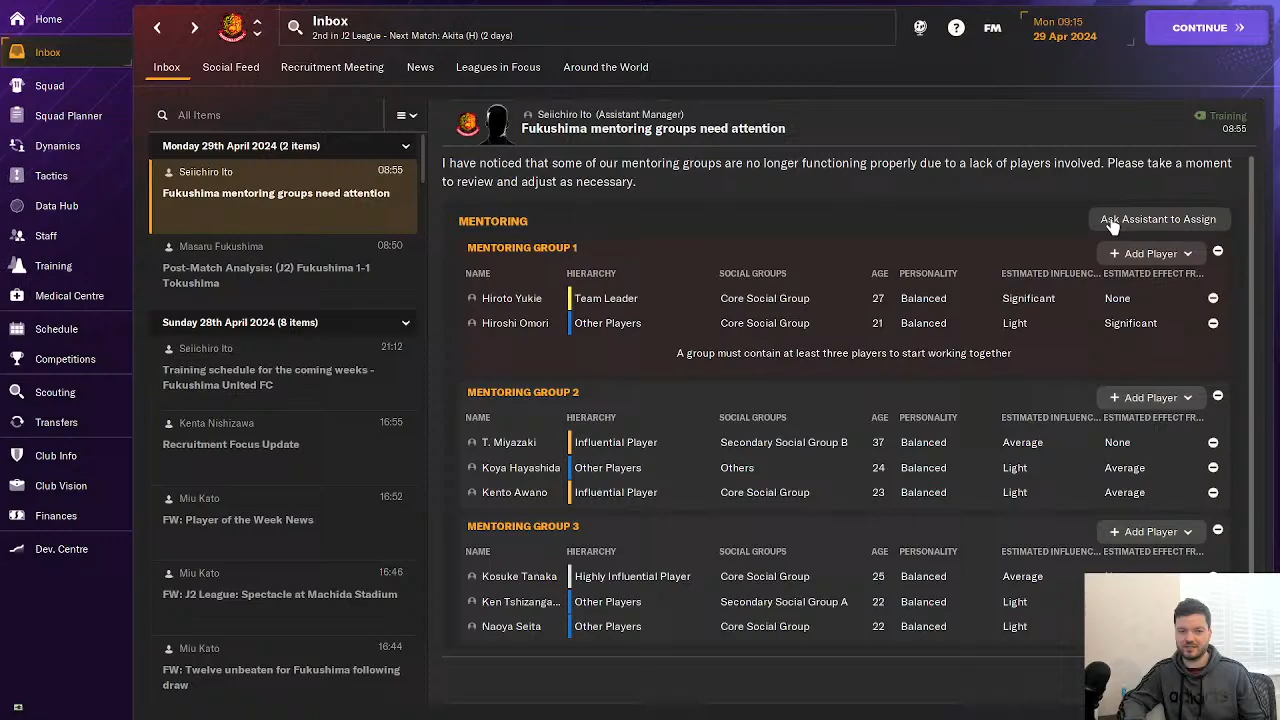 Home
Inbox
Squad
Squad Planner
Dynamics
Tactics
Data Hub
Staff
Training
Medical Centre
Schedule
Competitions
Scouting
Transfers
Club Info
Club Vision
Finances
Dev. Centre
Inbox
2nd in J2 League - Next Match: Akita (H) (2 days)
FM
Mon 09:15
29 Apr 2024
CONTINUE
Inbox Social Feed Recruitment Meeting News Leagues in Focus Around the World
All Items
Monday 29th April 2024 (2 items)
Seiichiro Ito 08:55
Fukushima mentoring groups need attention
Masaru Fukushima 08:50
Post-Match Analysis: (J2) Fukushima 1-1
Tokushima
Sunday 28th April 2024 (8 items)
Seiichiro Ito 21:12
Training schedule for the coming weeks -
Fukushima United FC
Kenta Nishizawa 16:55
Recruitment Focus Update
Miu Kato 16:52
FW: Player of the Week News
Miu Kato 16:46
FW: J2 League: Spectacle at Machida Stadium
Miu Kato 16:44
FW: Twelve unbeaten for Fukushima following
draw
Seiichiro Ito (Assistant Manager)
Fukushima mentoring groups need attention
Training
08:55
I have noticed that some of our mentoring groups are no longer functioning properly due to a lack of players involved. Please take a moment
to review and adjust as necessary.
MENTORING
Ask Assistant to Assign
MENTORING GROUP 1
Add Player
NAME HIERARCHY SOCIAL GROUPS AGE PERSONALITY ESTIMATED INFLUENC... ESTIMATED EFFECT FR...
Hiroto Yukie Team Leader Core Social Group 27 Balanced Significant None
Hiroshi Omori Other Players Core Social Group 21 Balanced Light Significant
A group must contain at least three players to start working together
MENTORING GROUP 2
Add Player
NAME HIERARCHY SOCIAL GROUPS AGE PERSONALITY ESTIMATED INFLUENC... ESTIMATED EFFECT FR...
T. Miyazaki Influential Player Secondary Social Group B 37 Balanced Average None
Koya Hayashida Other Players Others 24 Balanced Light Average
Kento Awano Influential Player Core Social Group 23 Balanced Light Average
MENTORING GROUP 3
Add Player
NAME HIERARCHY SOCIAL GROUPS AGE PERSONALITY ESTIMATED INFLUENC... ESTIMATED EFFECT FR...
Kosuke Tanaka Highly Influential Player Core Social Group 25 Balanced Average
Ken Tshizanga... Other Players Secondary Social Group A 22 Balanced Light
Naoya Seita Other Players Core Social Group 22 Balanced Light